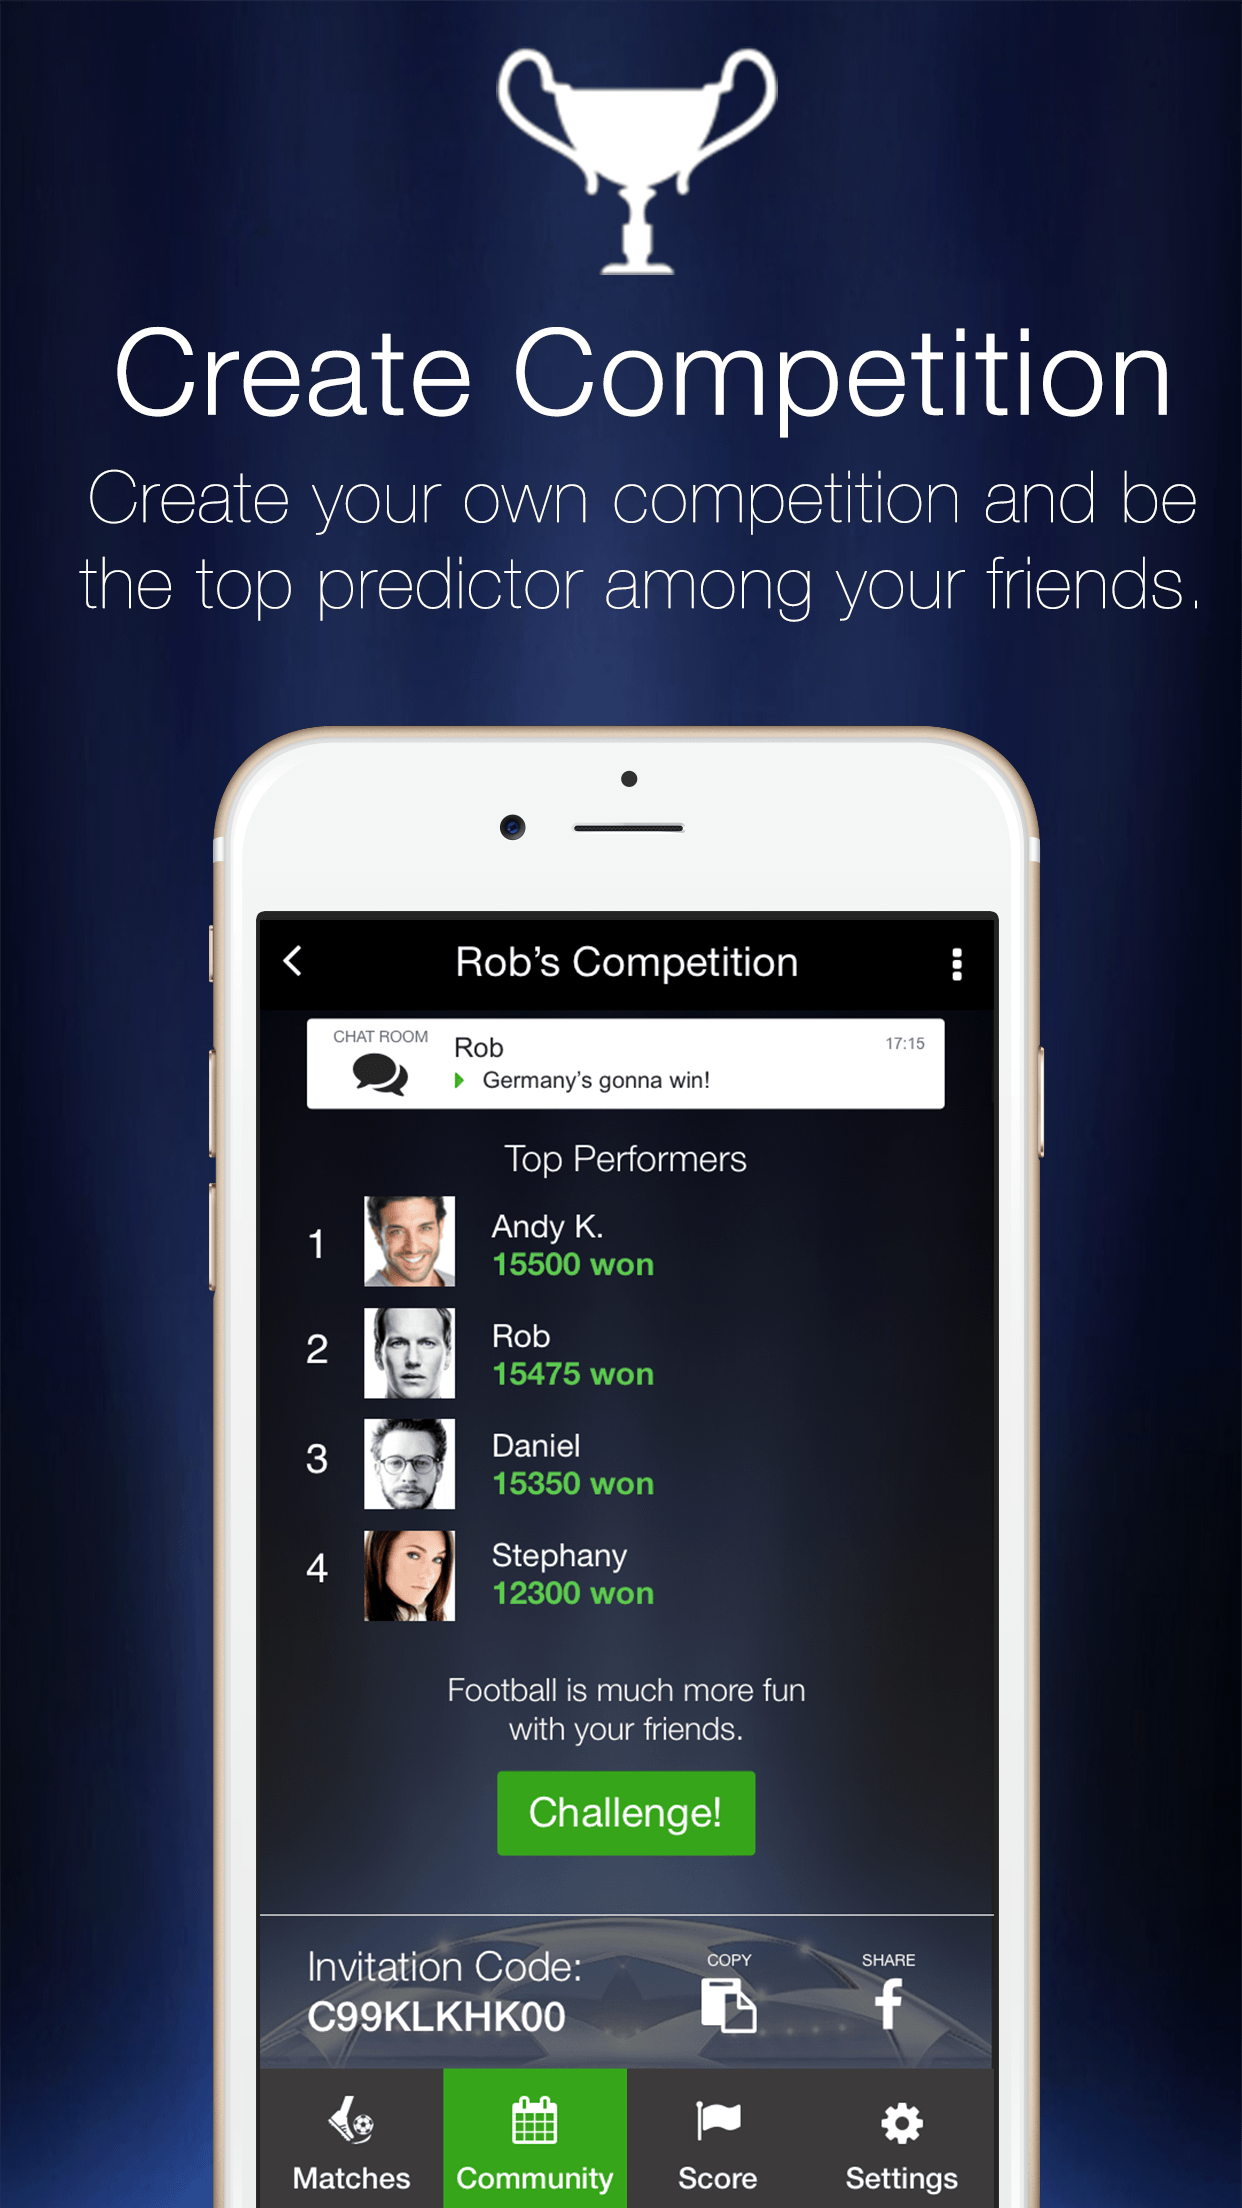 Create Competition
Create your own competition and be
the top predictor among your friends.
Rob’s Competition
CHAT ROOM
Rob
17:15
Germany’s gonna win!
Top Performers
1
Andy K.
15500 won
2
Rob
15475 won
3
Daniel
15350 won
4
Stephany
12300 won
Football is much more fun
with your friends.
Challenge!
Invitation Code:
C99KLKHK00
COPY
SHARE
Matches
Community
Score
Settings